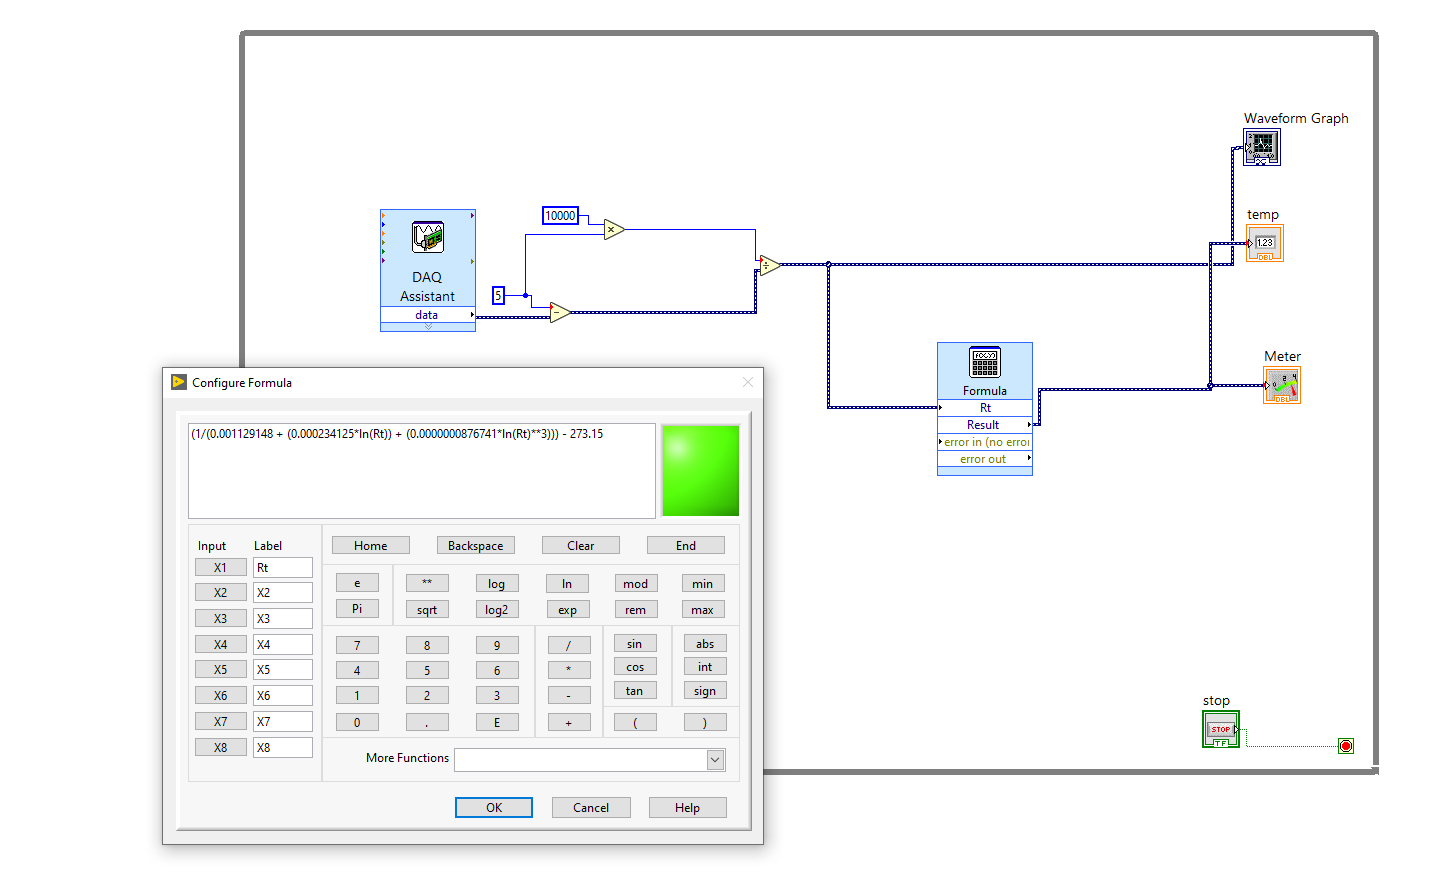 Waveform Graph
temp
1.23
DBL
10000
×
÷
DAQ
Assistant
data
5
−
Meter
DBL
Formula
Rt
Result
error in (no erro
error out
Configure Formula
(1/(0.001129148 + (0.000234125*ln(Rt)) + (0.0000000876741*ln(Rt)**3))) - 273.15
Input Label
Home Backspace Clear End
X1 Rt
X2 X2
X3 X3
X4 X4
X5 X5
X6 X6
X7 X7
X8 X8
e ** log ln mod min
Pi sqrt log2 exp rem max
7 8 9 / sin abs
4 5 6 * cos int
1 2 3 - tan sign
0 . E + ( )
More Functions
OK Cancel Help
stop
STOP
TF